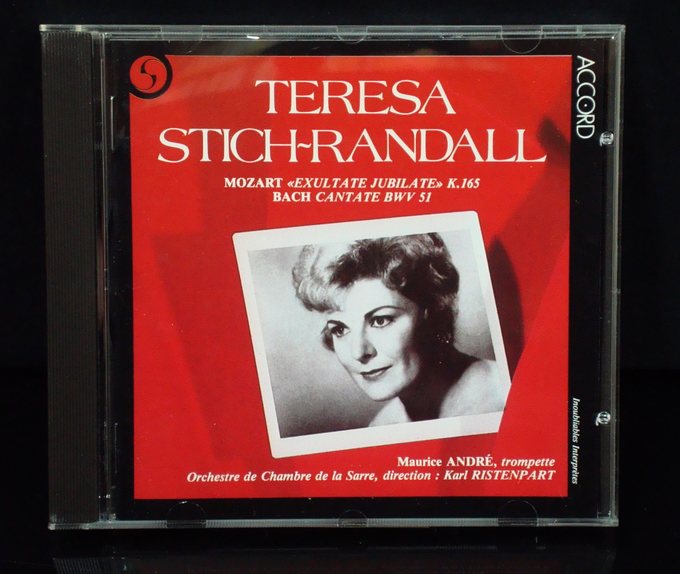 TERESA
STICH~RANDALL
MOZART «EXULTATE JUBILATE» K.165
BACH CANTATE BWV 51
ACCORD
Inoubliables Interprètes
Maurice ANDRÉ, trompette
Orchestre de Chambre de la Sarre, direction : Karl RISTENPART